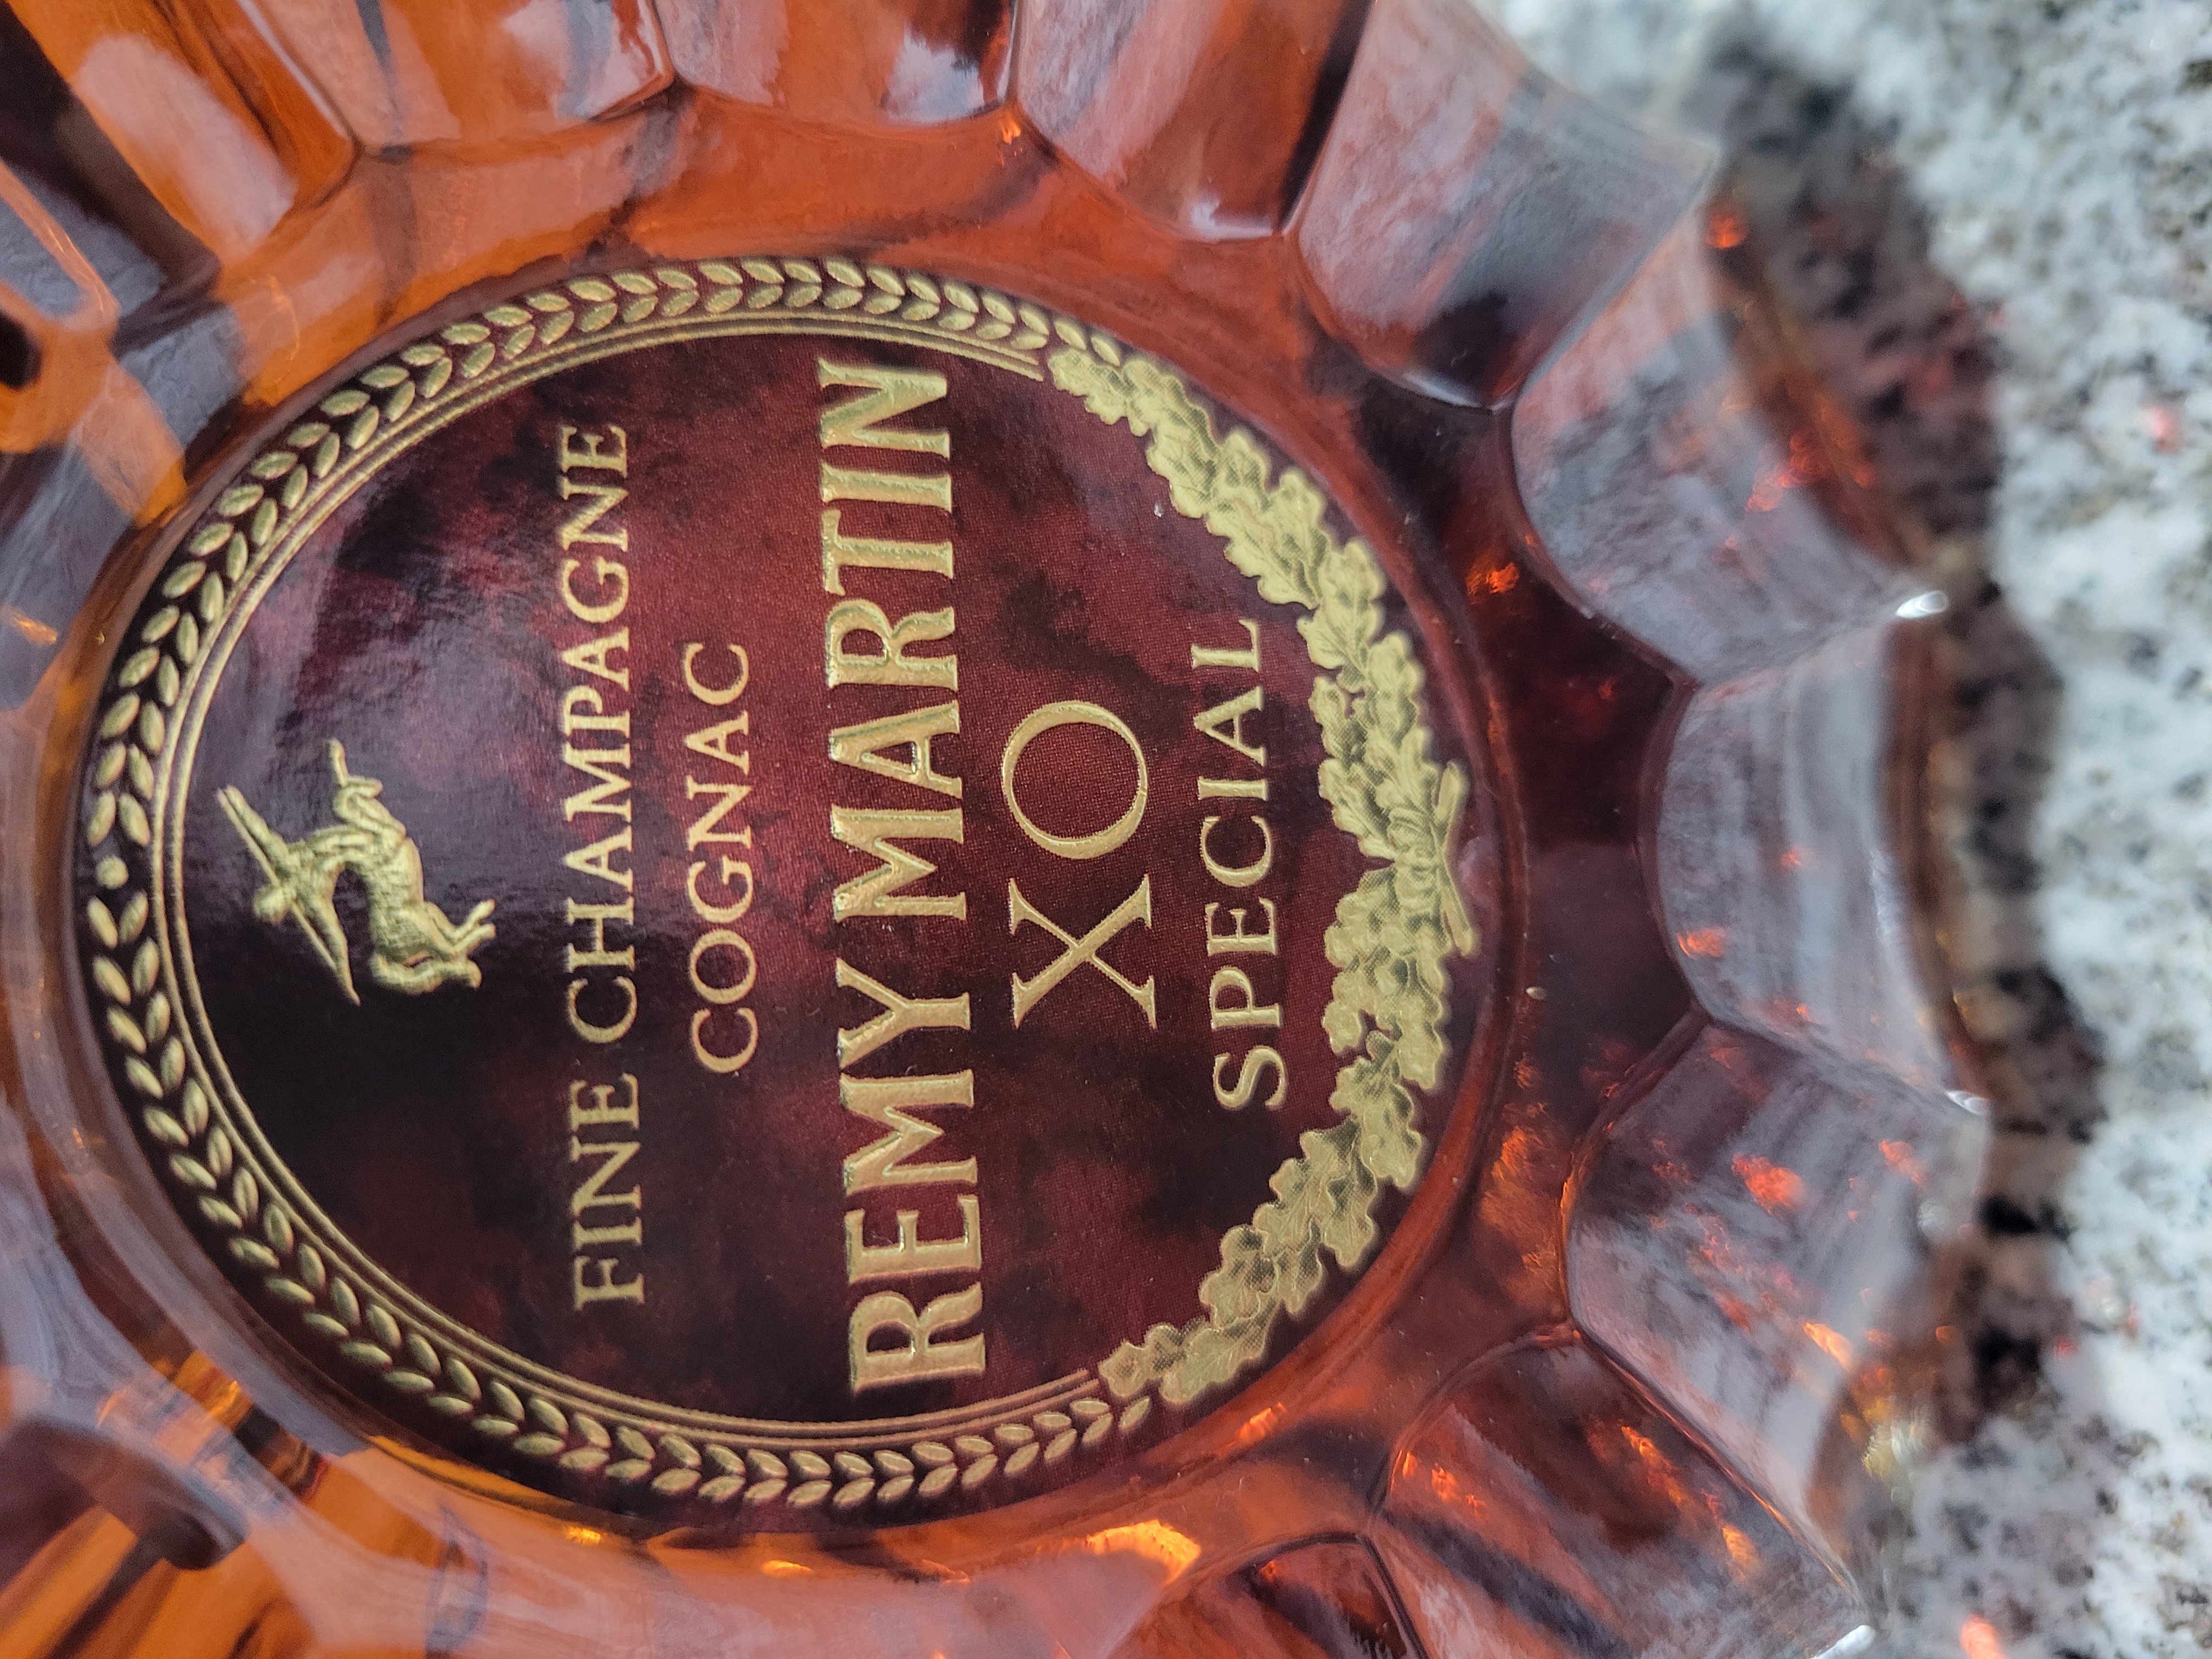 FINE CHAMPAGNE
COGNAC
REMY MARTIN
XO
SPECIAL